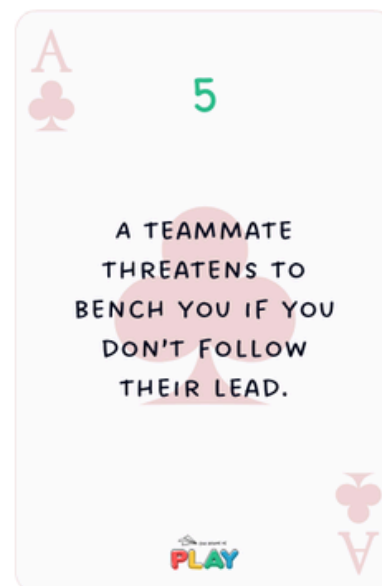 A
5
A TEAMMATE
THREATENS TO
BENCH YOU IF YOU
DON'T FOLLOW
THEIR LEAD.
PLAY
A